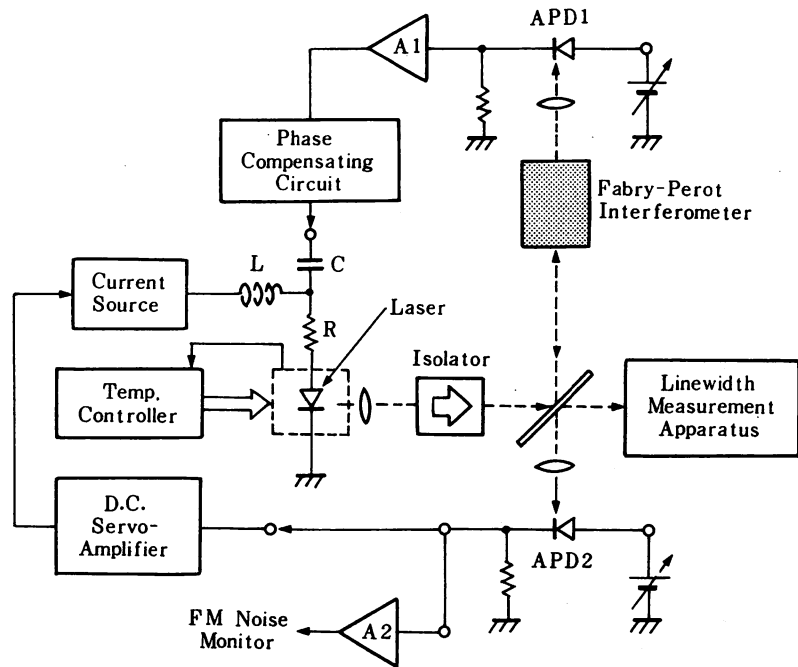 APD1
A1
Phase
Compensating
Circuit
Fabry-Perot
Interferometer
L
C
Current
Source
R
Laser
Isolator
Temp.
Controller
Linewidth
Measurement
Apparatus
D.C.
Servo-
Amplifier
APD2
FM Noise
Monitor
A2